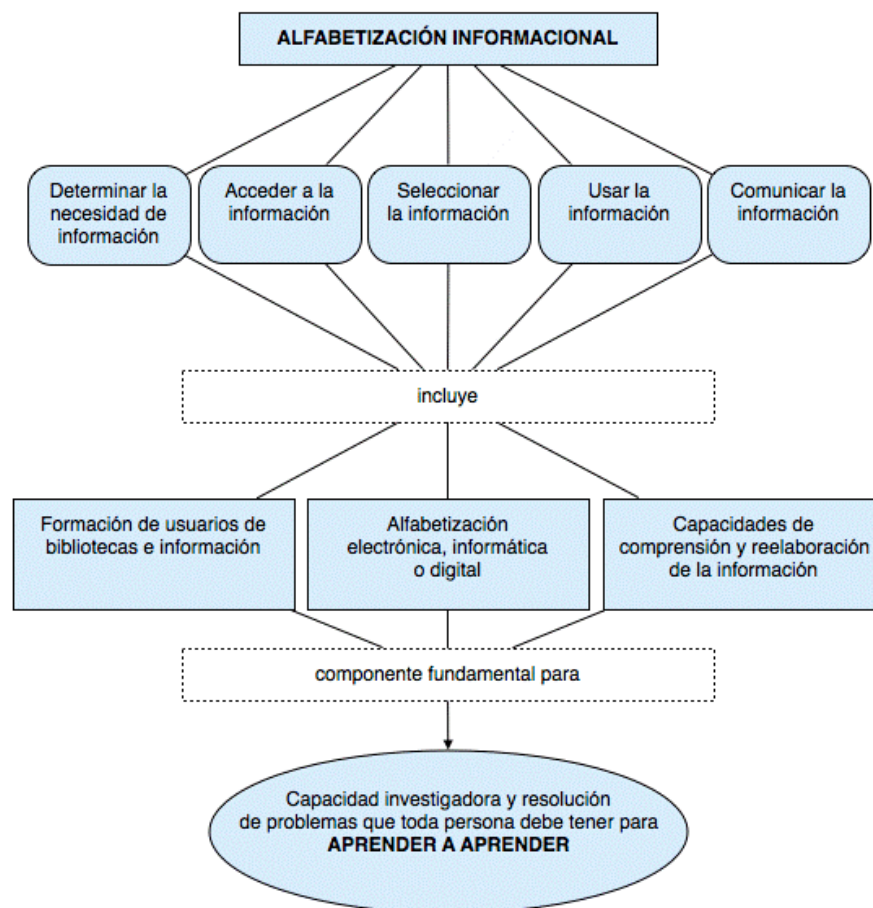 ALFABETIZACIÓN INFORMACIONAL
Determinar la
necesidad de
información
Acceder a la
información
Seleccionar
la información
Usar la
información
Comunicar la
información
incluye
Formación de usuarios de
bibliotecas e información
Alfabetización
electrónica, informática
o digital
Capacidades de
comprensión y reelaboración
de la información
componente fundamental para
Capacidad investigadora y resolución
de problemas que toda persona debe tener para
APRENDER A APRENDER